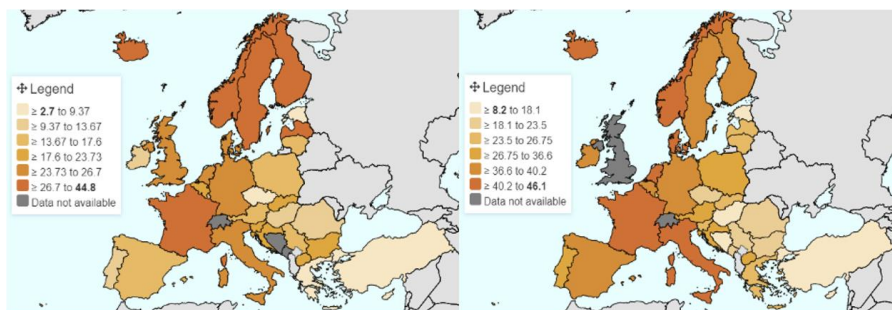 Legend
≥ 2.7 to 9.37
≥ 9.37 to 13.67
≥ 13.67 to 17.6
≥ 17.6 to 23.73
≥ 23.73 to 26.7
≥ 26.7 to 44.8
Data not available
Legend
≥ 8.2 to 18.1
≥ 18.1 to 23.5
≥ 23.5 to 26.75
≥ 26.75 to 36.6
≥ 36.6 to 40.2
≥ 40.2 to 46.1
Data not available